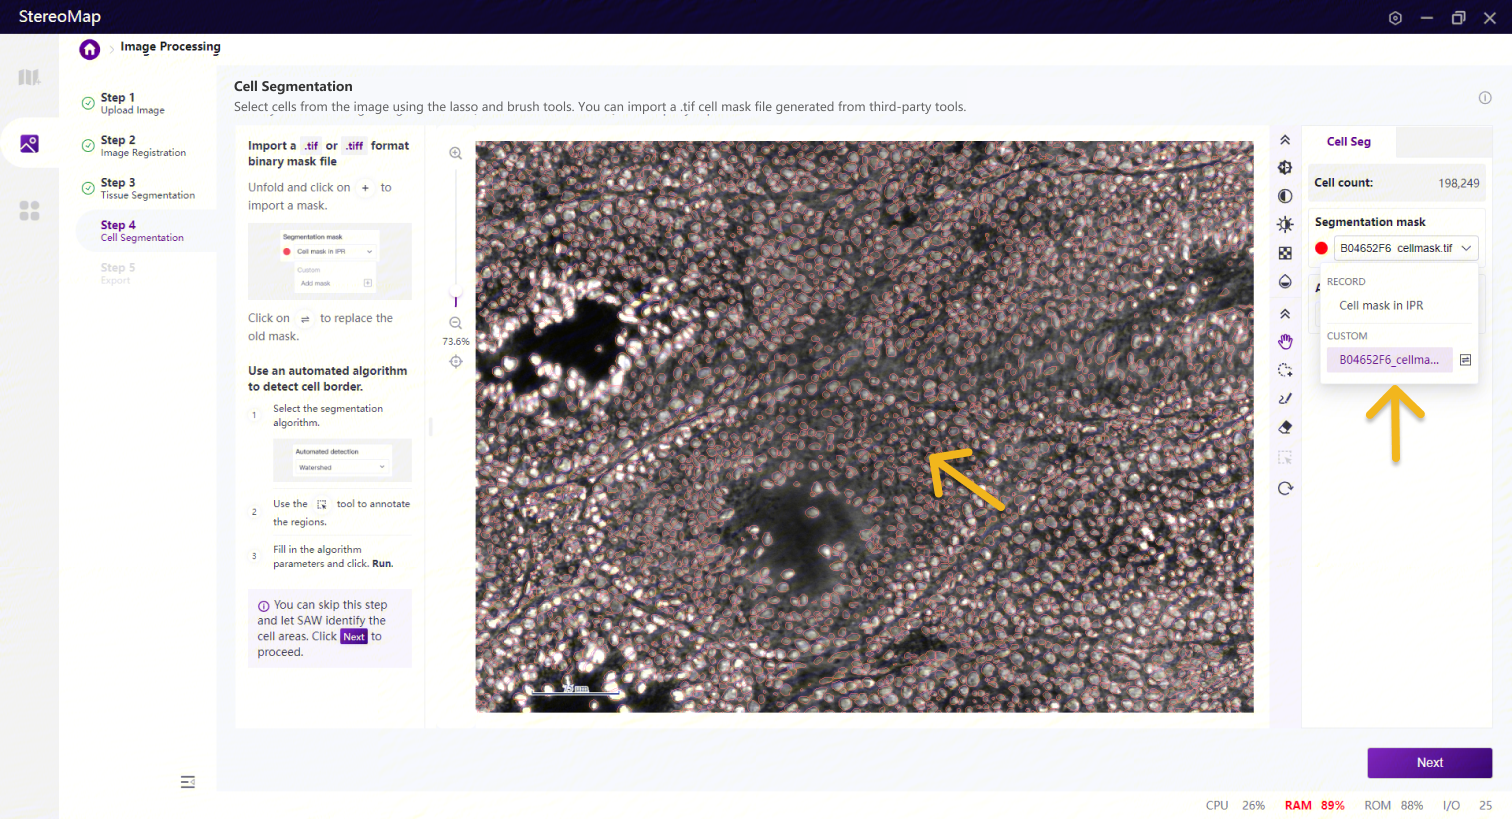 StereoMap
Image Processing
Step 1
Upload Image
Step 2
Image Registration
Step 3
Tissue Segmentation
Step 4
Cell Segmentation
Step 5
Export
Cell Segmentation
Select cells from the image using the lasso and brush tools. You can import a .tif cell mask file generated from third-party tools.
Import a .tif or .tiff format
binary mask file
Unfold and click on + to
import a mask.
Segmentation mask
Cell mask in IPR
Custom
Add mask
Click on ⇌ to replace the
old mask.
Use an automated algorithm
to detect cell border.
1
Select the segmentation
algorithm.
Automated detection
Watershed
2
Use the tool to annotate
the regions.
3
Fill in the algorithm
parameters and click. Run.
You can skip this step
and let SAW identify the
cell areas. Click Next to
proceed.
73.6%
Cell Seg
Cell count: 198,249
Segmentation mask
B04652F6 cellmask.tif
RECORD
Cell mask in IPR
CUSTOM
B04652F6_cellma...
Next
CPU 26% RAM 89% ROM 88% I/O 25